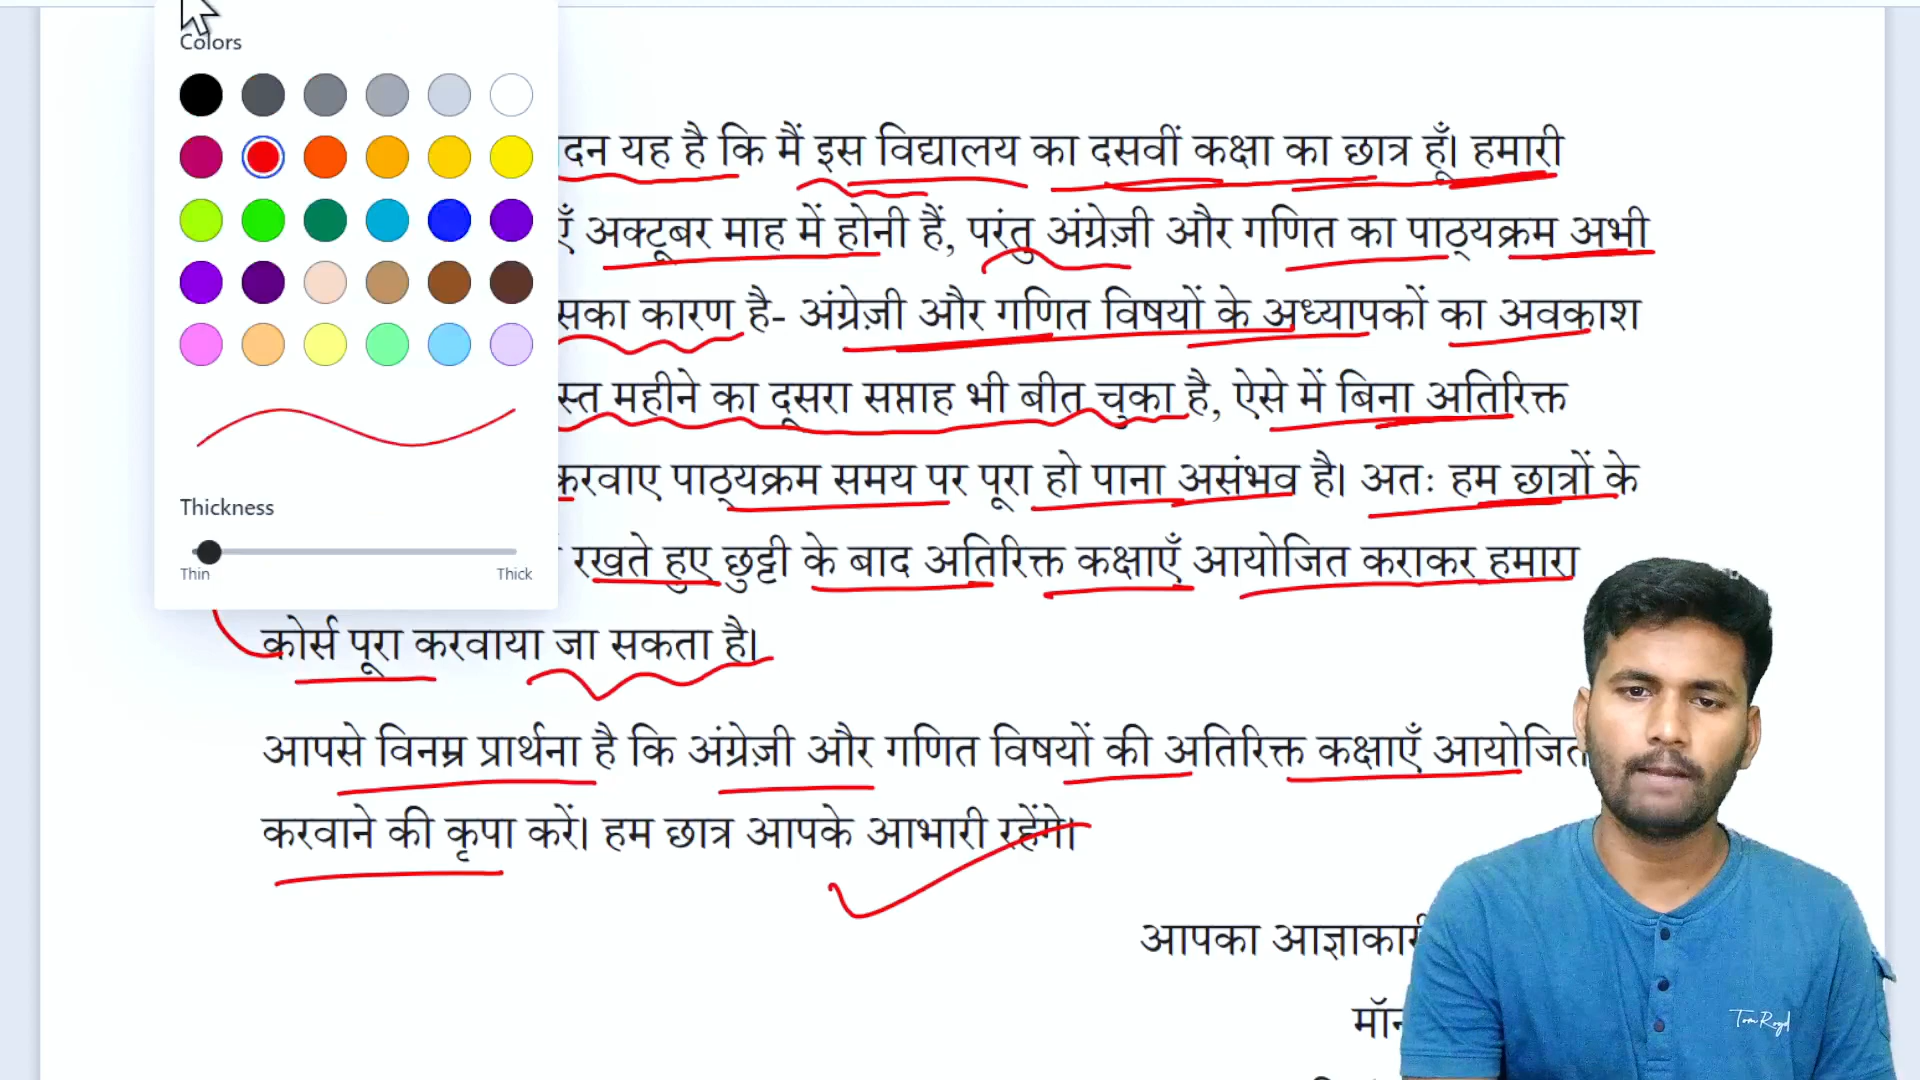 Colors
दन यह है कि मैं इस विद्यालय का दसवीं कक्षा का छात्र हूँ। हमारी
अक्टूबर माह में होनी हैं, परंतु अंग्रेज़ी और गणित का पाठ्यक्रम अभी
सका कारण है- अंग्रेज़ी और गणित विषयों के अध्यापकों का अवकाश
स्त महीने का दूसरा सप्ताह भी बीत चुका है, ऐसे में बिना अतिरिक्त
करवाए पाठ्यक्रम समय पर पूरा हो पाना असंभव है। अतः हम छात्रों के
Thickness
रखते हुए छुट्टी के बाद अतिरिक्त कक्षाएँ आयोजित कराकर हमारा
Thin Thick
कोर्स पूरा करवाया जा सकता है।
आपसे विनम्र प्रार्थना है कि अंग्रेज़ी और गणित विषयों की अतिरिक्त कक्षाएँ आयोजित
करवाने की कृपा करें। हम छात्र आपके आभारी रहेंगे।
आपका
Tom Royd